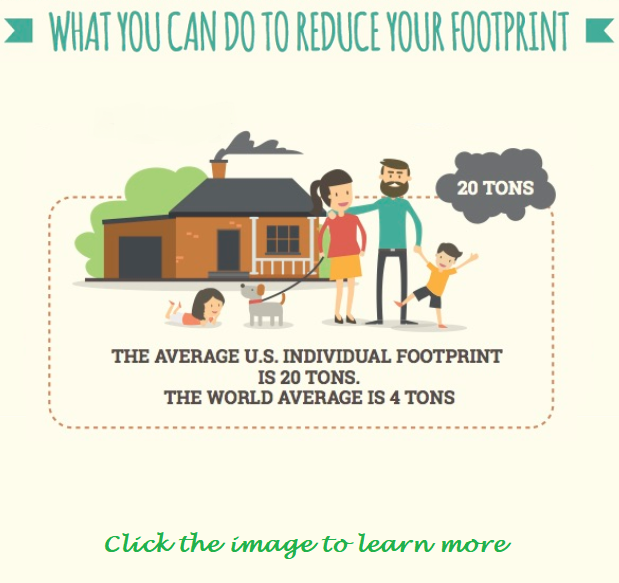 WHAT YOU CAN DO TO REDUCE YOUR FOOTPRINT
20 TONS
THE AVERAGE U.S. INDIVIDUAL FOOTPRINT
IS 20 TONS.
THE WORLD AVERAGE IS 4 TONS
Click the image to learn more